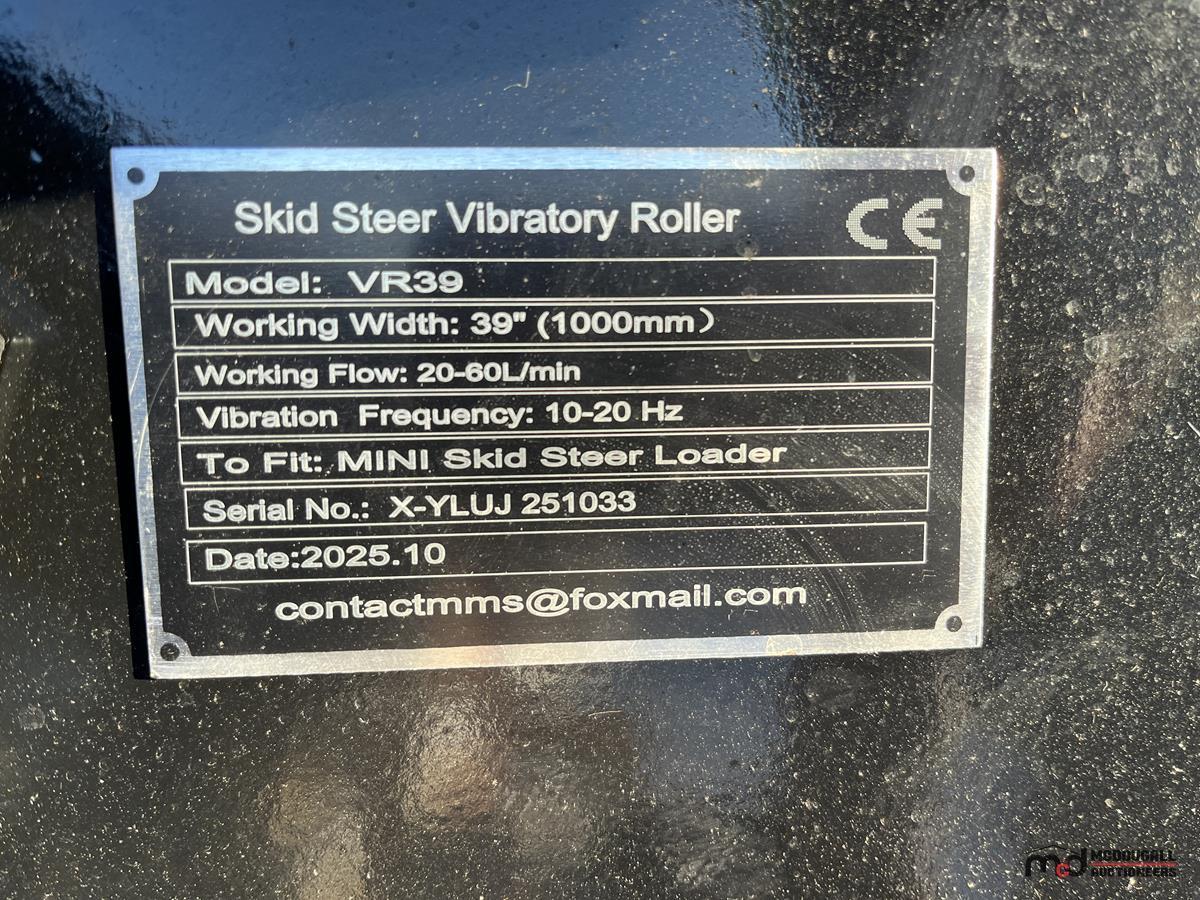 Skid Steer Vibratory Roller CE
Model: VR39
Working Width: 39" (1000mm）
Working Flow: 20-60L/min
Vibration Frequency: 10-20 Hz
To Fit: MINI Skid Steer Loader
Serial No.: X-YLUJ 251033
Date:2025.10
contactmms@foxmail.com
mcd MCDOUGALL
AUCTIONEERS